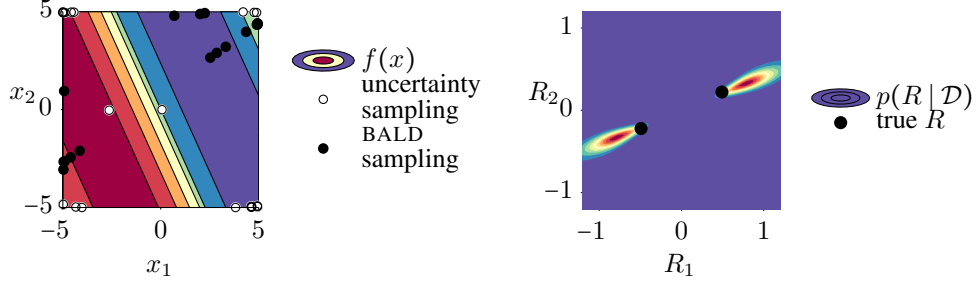 5
x2
0
−5
−5
0
5
x1
f(x)
uncertainty
sampling
BALD
sampling
1
R2
0
−1
−1
0
1
R1
p(R | D)
true R